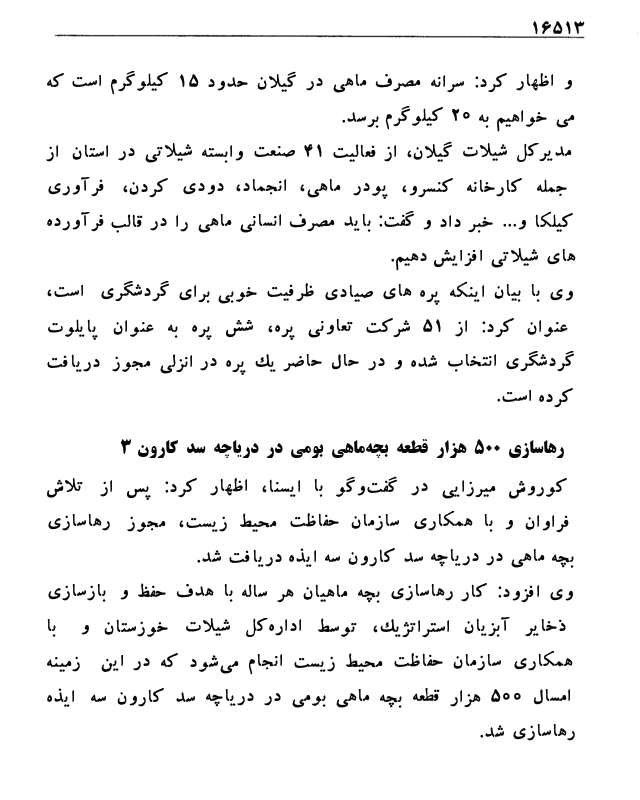 ۱۶۵۱۳
و اظهار کرد: سرانه مصرف ماهی در گیلان حدود ۱۵ کیلوگرم است که
می خواهیم به ۲۰ کیلوگرم برسد.
مدیرکل شیلات گیلان، از فعالیت ۴۱ صنعت وابسته شیلاتی در استان از
جمله کارخانه کنسرو، پودر ماهی، انجماد، دودی کردن، فرآوری
کیلکا و... خبر داد و گفت: باید مصرف انسانی ماهی را در قالب فرآورده
های شیلاتی افزایش دهیم.
وی با بیان اینکه پره های صیادی ظرفیت خوبی برای گردشگری است،
عنوان کرد: از ۵۱ شرکت تعاونی پره، شش پره به عنوان پایلوت
گردشگری انتخاب شده و در حال حاضر یك پره در انزلی مجوز دریافت
کرده است.
رهاسازی ۵۰۰ هزار قطعه بچه‌ماهی بومی در دریاچه سد کارون ۳
کوروش میرزایی در گفت‌وگو با ایسنا، اظهار کرد: پس از تلاش
فراوان و با همکاری سازمان حفاظت محیط زیست، مجوز رهاسازی
بچه ماهی در دریاچه سد کارون سه ایذه دریافت شد.
وی افزود: کار رهاسازی بچه ماهیان هر ساله با هدف حفظ و بازسازی
ذخایر آبزیان استراتژیك، توسط اداره‌کل شیلات خوزستان و با
همکاری سازمان حفاظت محیط زیست انجام می‌شود که در این زمینه
امسال ۵۰۰ هزار قطعه بچه ماهی بومی در دریاچه سد کارون سه ایذه
رهاسازی شد.